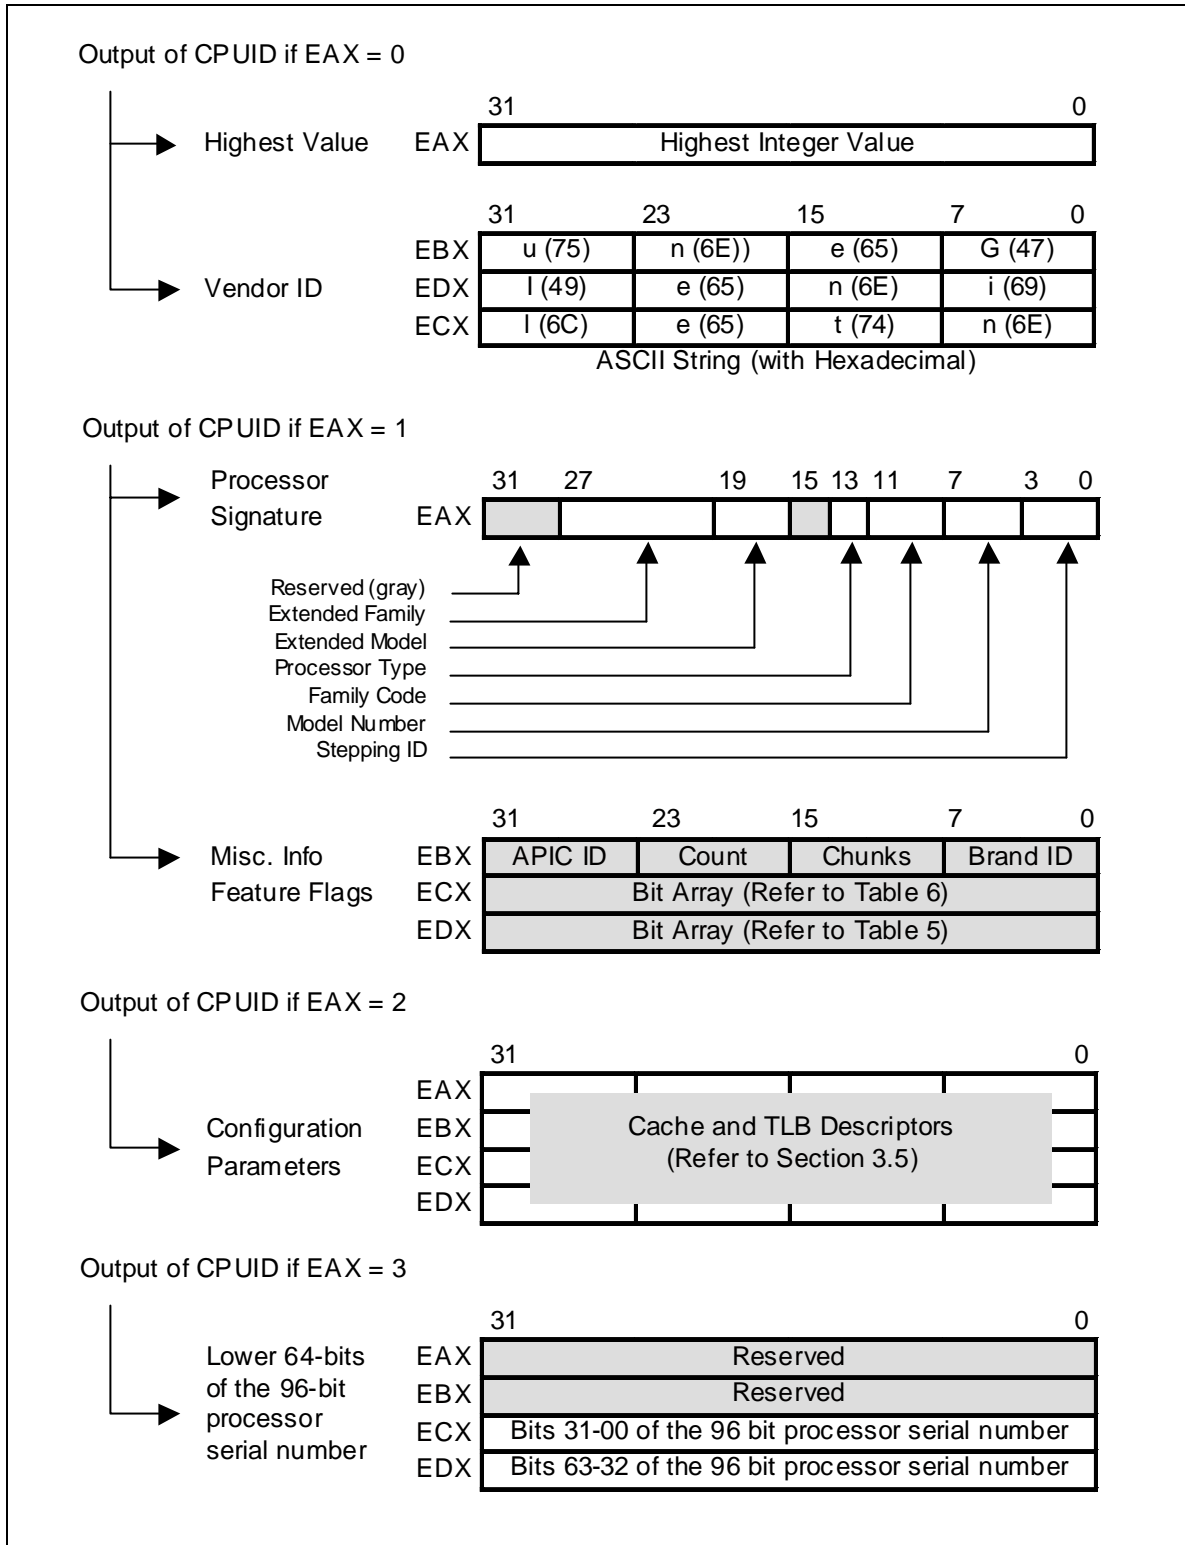 Output of CPUID if EAX = 0
31 0
Highest Value EAX Highest Integer Value
31 23 15 7 0
EBX u (75) n (6E)) e (65) G (47)
Vendor ID EDX I (49) e (65) n (6E) i (69)
ECX l (6C) e (65) t (74) n (6E)
ASCII String (with Hexadecimal)
Output of CPUID if EAX = 1
Processor 31 27 19 15 13 11 7 3 0
Signature EAX
Reserved (gray)
Extended Family
Extended Model
Processor Type
Family Code
Model Number
Stepping ID
31 23 15 7 0
Misc. Info EBX APIC ID Count Chunks Brand ID
Feature Flags ECX Bit Array (Refer to Table 6)
EDX Bit Array (Refer to Table 5)
Output of CPUID if EAX = 2
31 0
EAX
Configuration EBX Cache and TLB Descriptors
Parameters ECX (Refer to Section 3.5)
EDX
Output of CPUID if EAX = 3
31 0
Lower 64-bits EAX Reserved
of the 96-bit EBX Reserved
processor ECX Bits 31-00 of the 96 bit processor serial number
serial number EDX Bits 63-32 of the 96 bit processor serial number